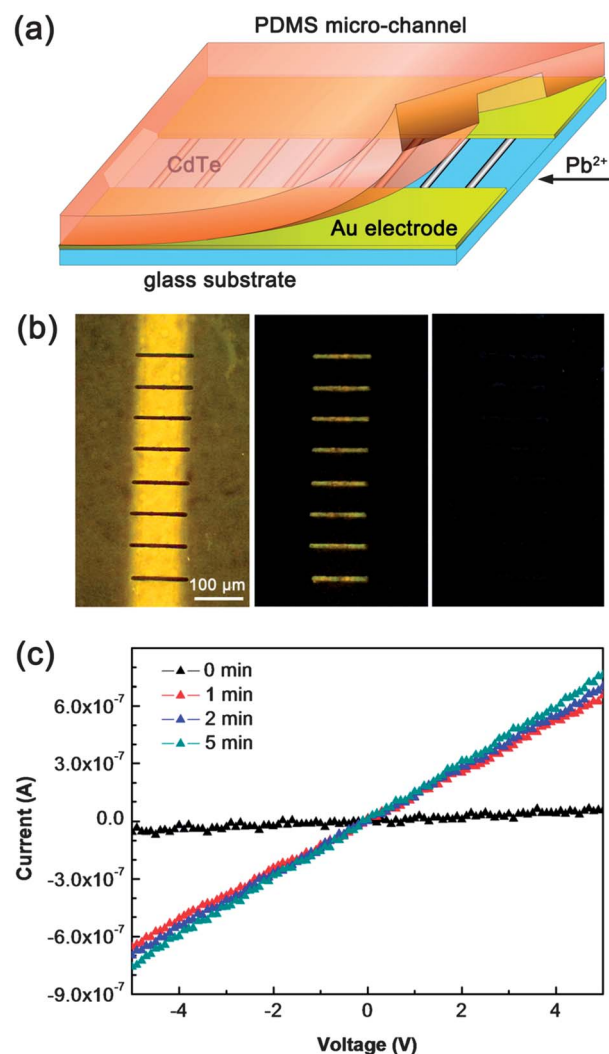 (a)
PDMS micro-channel
CdTe
Pb2+
Au electrode
glass substrate
(b)
100 µm
(c)
0 min
1 min
2 min
5 min
6.0x10-7
3.0x10-7
0.0
-3.0x10-7
-6.0x10-7
-9.0x10-7
Current (A)
-4 -2 0 2 4
Voltage (V)